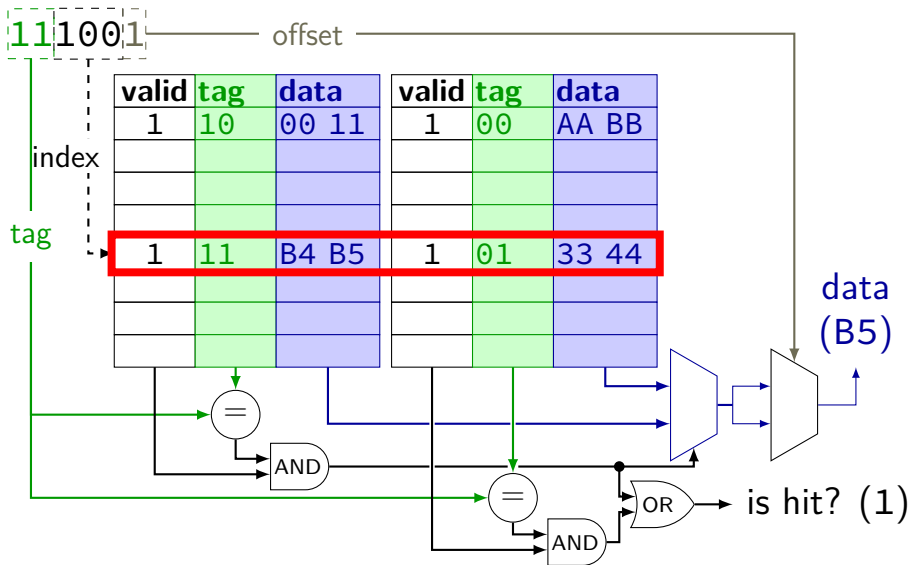 111001
offset
valid tag data valid tag data
1 10 00 11 1 00 AA BB
index
tag
1 11 B4 B5 1 01 33 44
data
(B5)
=
AND
=
OR
is hit? (1)
AND